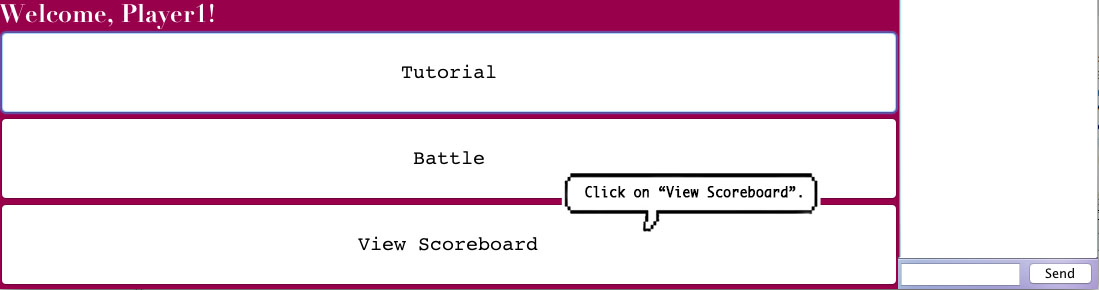 Welcome, Player1!
Tutorial
Battle
Click on “View Scoreboard”.
View Scoreboard
Send